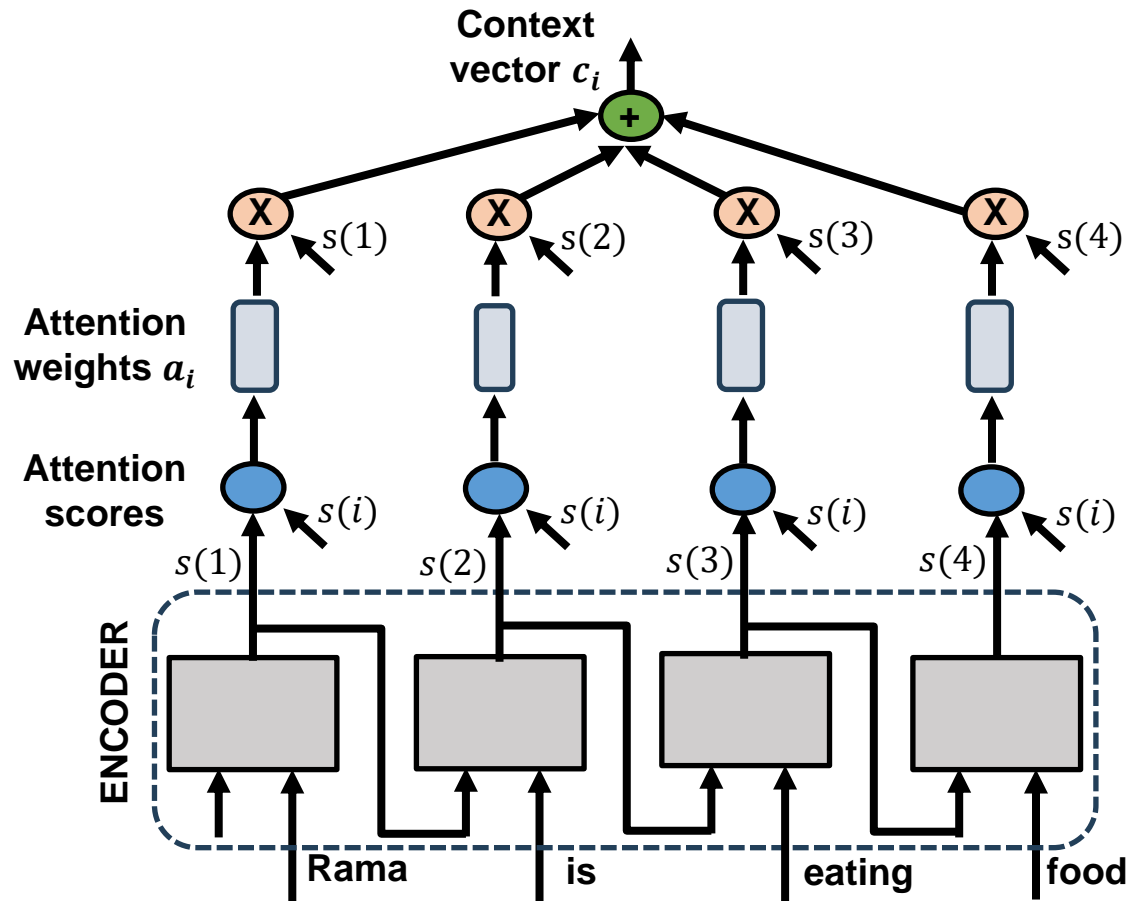 Context
vector c_i
+
X X X X
s(1) s(2) s(3) s(4)
Attention
weights a_i
Attention
scores
s(i) s(i) s(i) s(i)
s(1) s(2) s(3) s(4)
ENCODER
Rama is eating food